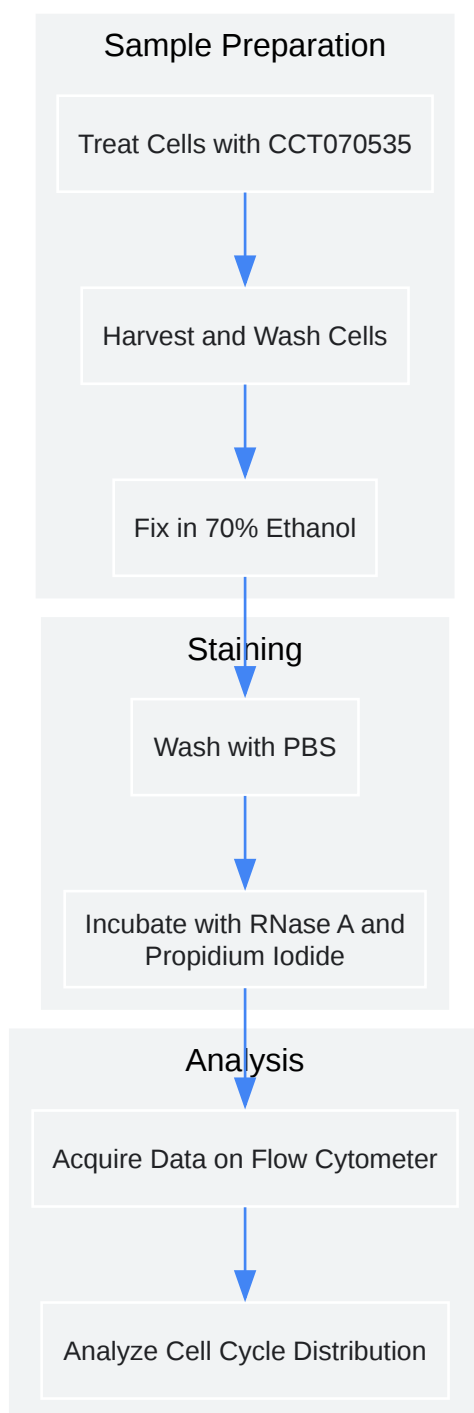 Sample Preparation
Treat Cells with CCT070535
Harvest and Wash Cells
Fix in 70% Ethanol
Staining
Wash with PBS
Incubate with RNase A and
Propidium Iodide
Analysis
Acquire Data on Flow Cytometer
Analyze Cell Cycle Distribution